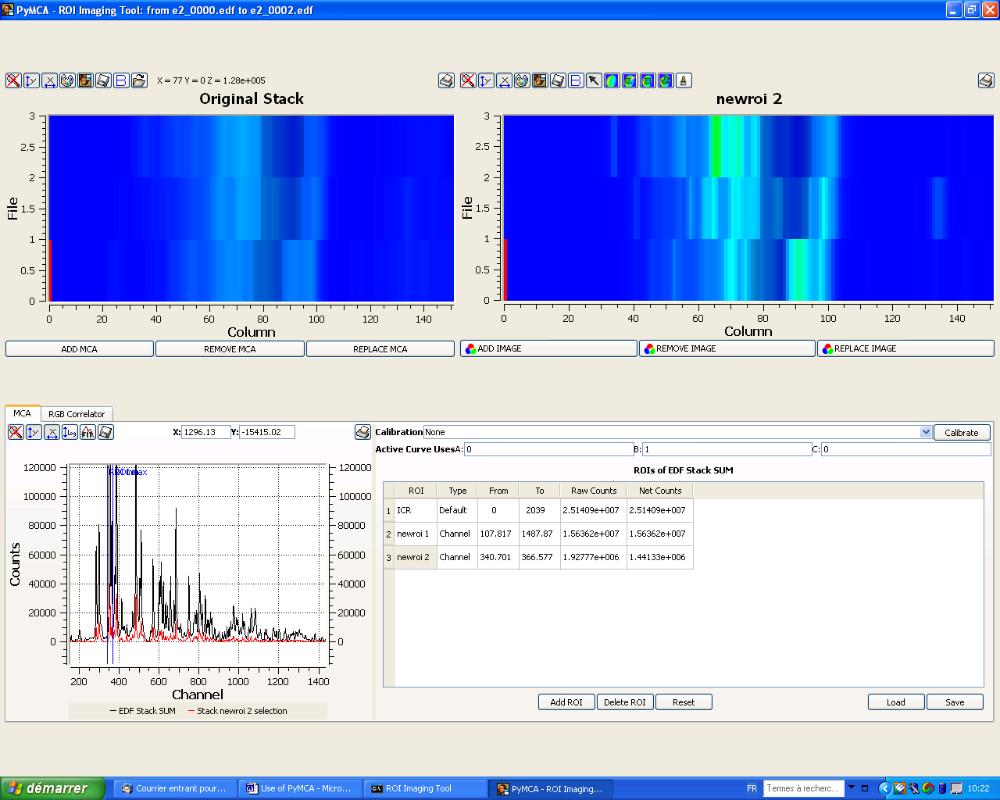 PyMCA - ROI Imaging Tool: from e2_0000.edf to e2_0002.edf
X = 77 Y = 0 Z = 1.28e+005
Original Stack
newroi 2
3
2.5
2
1.5
1
0.5
0
File
0 20 40 60 80 100 120 140
Column
3
2.5
2
1.5
1
0.5
0
File
0 20 40 60 80 100 120 140
Column
ADD MCA REMOVE MCA REPLACE MCA
ADD IMAGE REMOVE IMAGE REPLACE IMAGE
MCA RGB Correlator
X: 1296.13 Y: -15415.02
Calibration None Calibrate
Active Curve Uses A: 0 B: 1 C: 0
120000 120000
100000 100000
80000 80000
60000 60000
40000 40000
20000 20000
0 0
Counts
200 400 600 800 1000 1200 1400
Channel
EDF Stack SUM Stack newroi 2 selection
ROIs of EDF Stack SUM
ROI Type From To Raw Counts Net Counts
1 ICR Default 0 2039 2.51409e+007 2.51409e+007
2 newroi 1 Channel 107.817 1487.87 1.56362e+007 1.56362e+007
3 newroi 2 Channel 340.701 366.577 1.92777e+006 1.44133e+006
Add ROI Delete ROI Reset Load Save
démarrer Courrier entrant pour... Use of PyMCA - Micro... ROI Imaging Tool PyMCA - ROI Imaging... FR Termes à recherc... 10:22